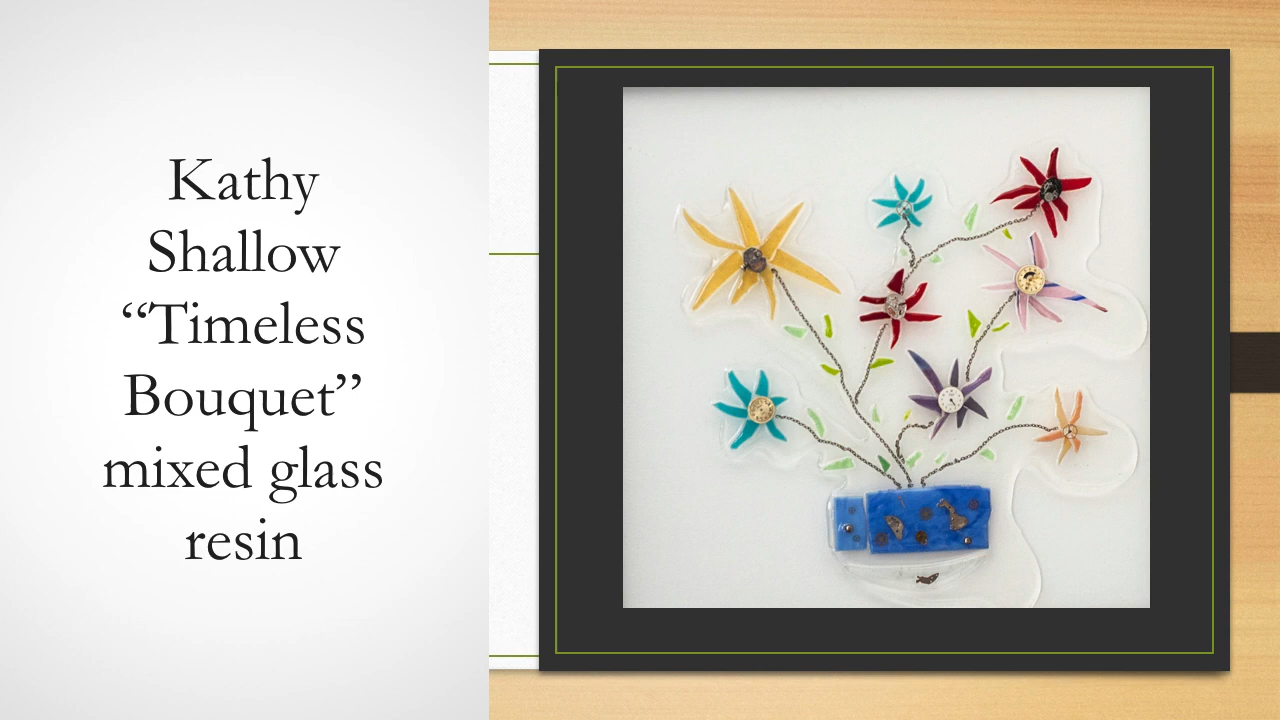 Kathy
Shallow
“Timeless
Bouquet”
mixed glass
resin